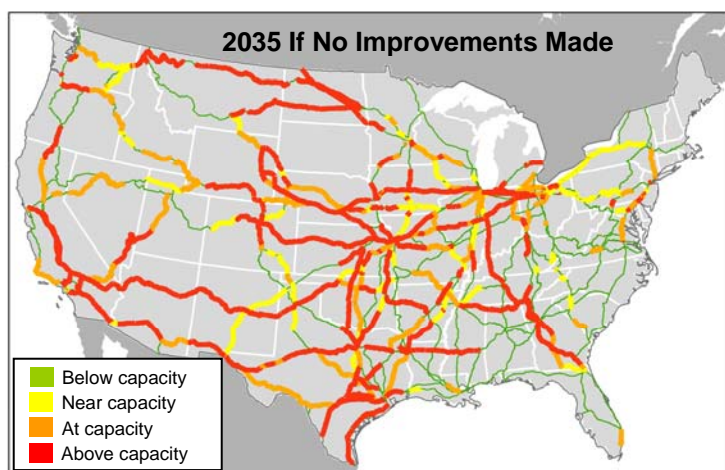 2035 If No Improvements Made
Below capacity
Near capacity
At capacity
Above capacity